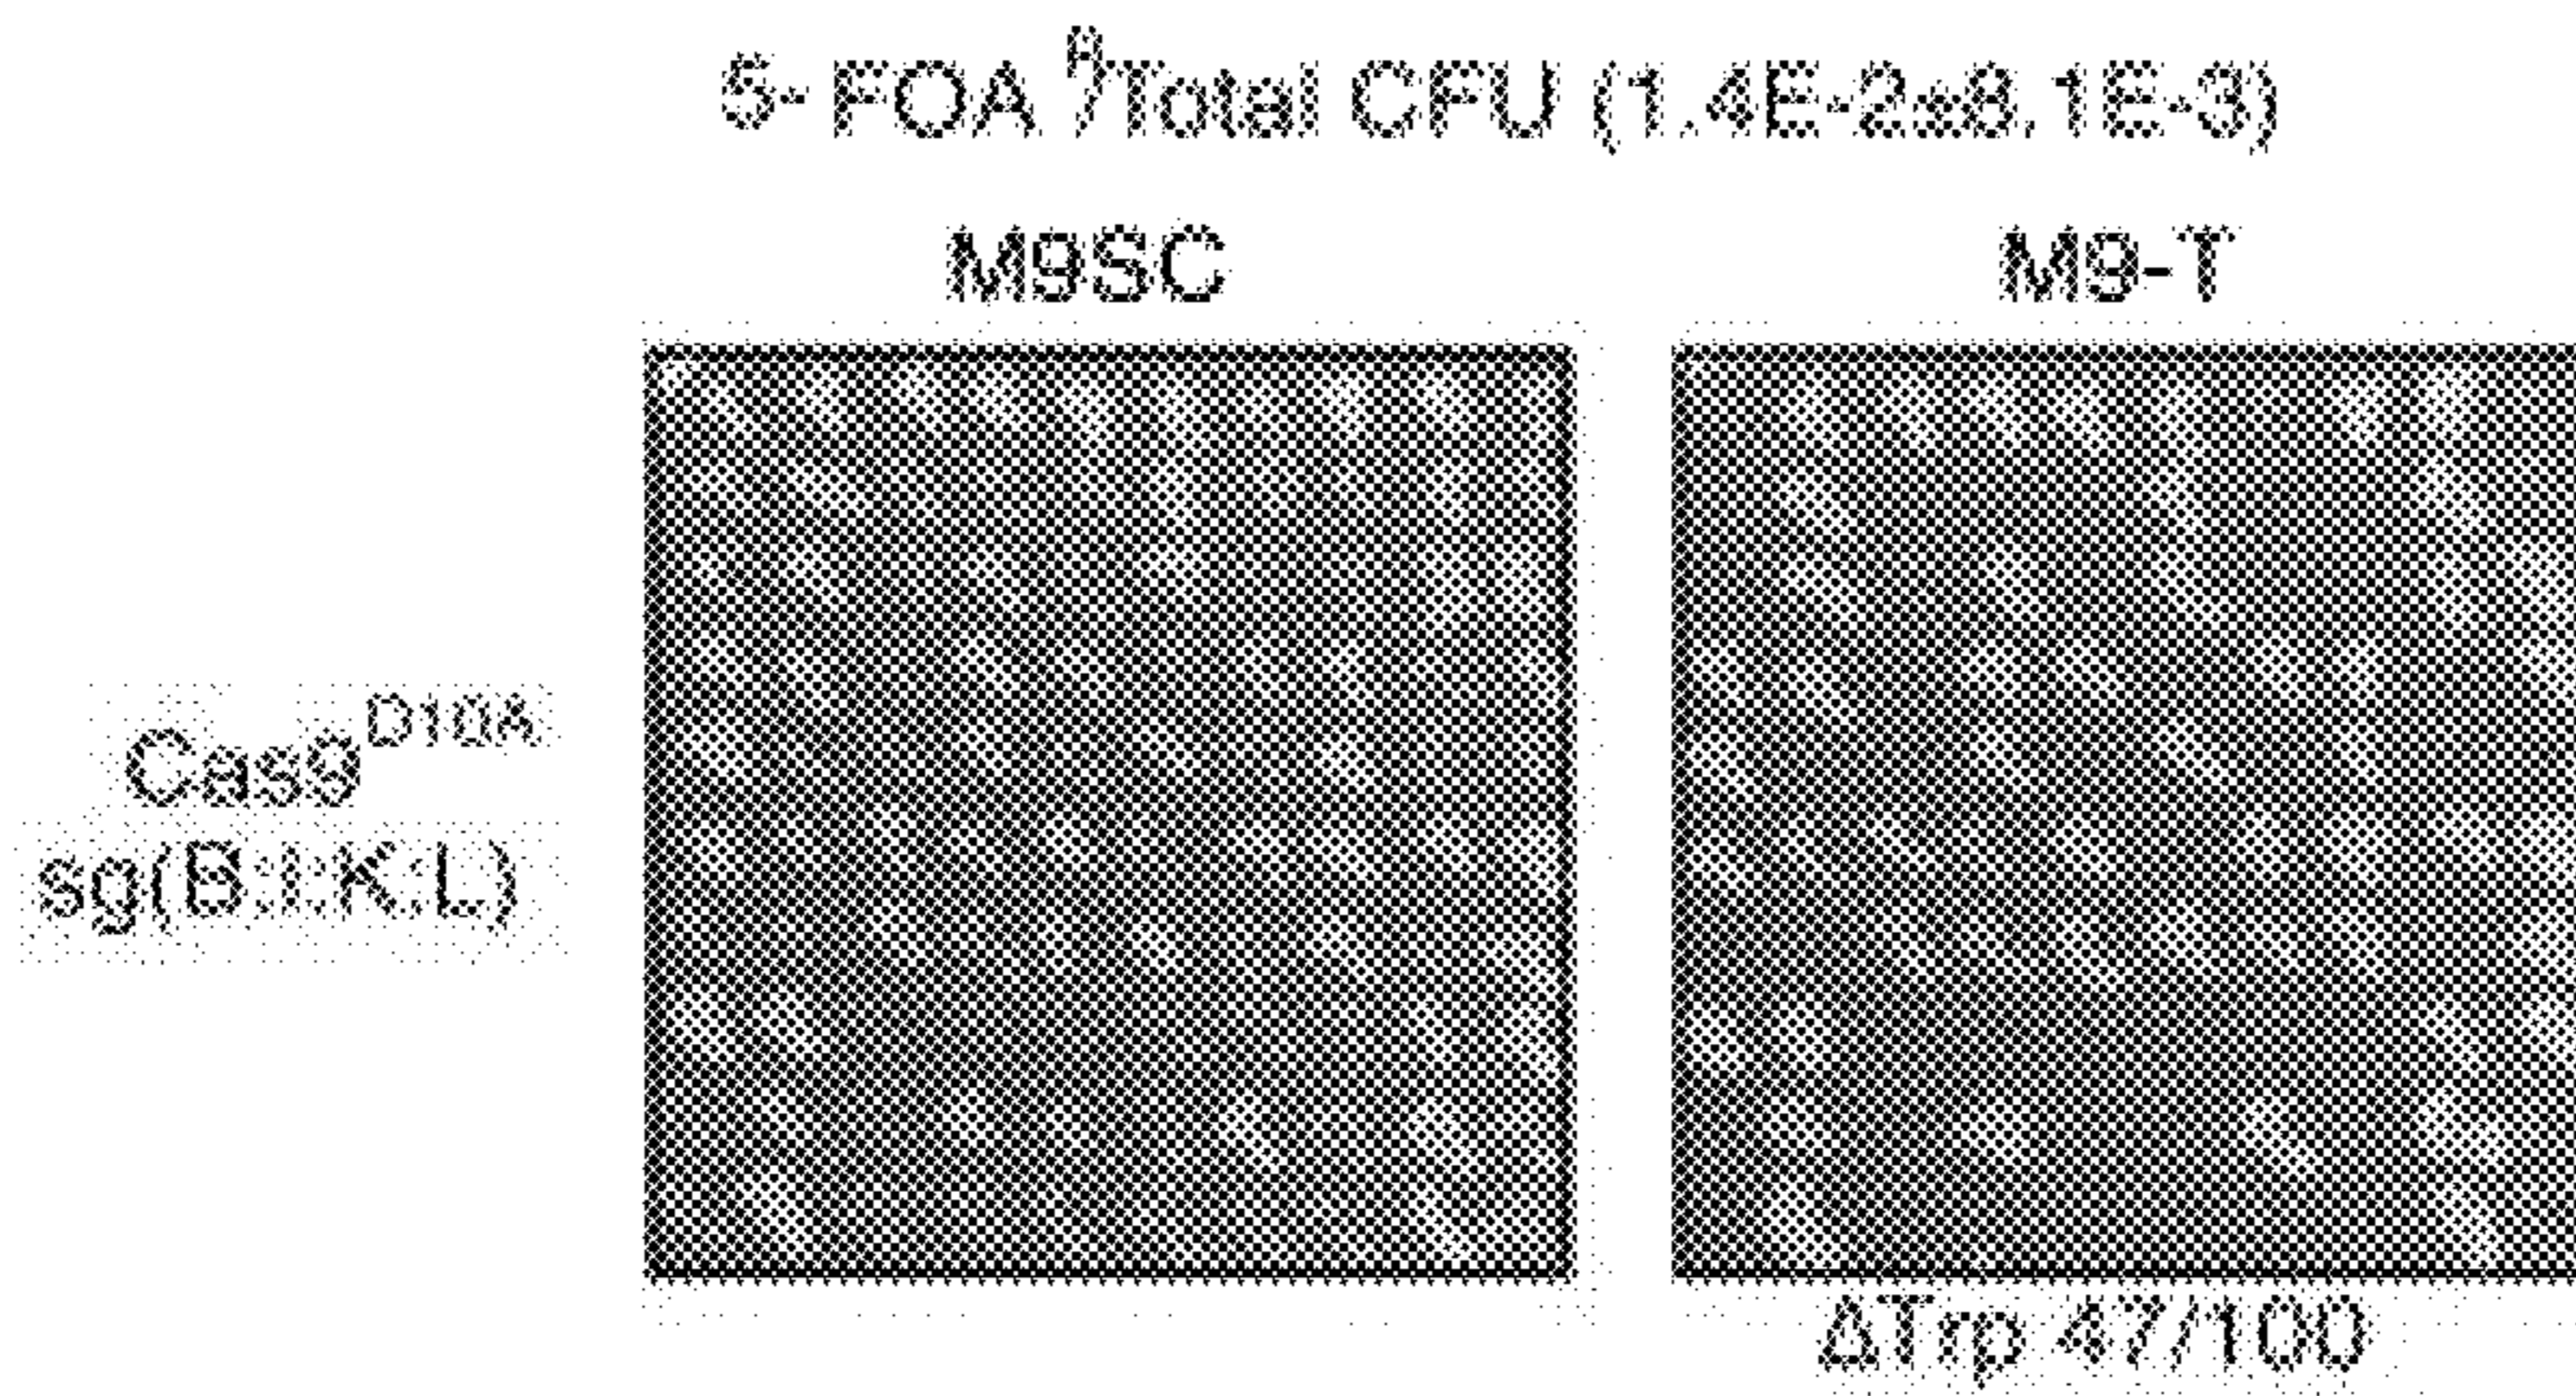 5- FOA ᴿ/Total CFU (1.4E-2±8.1E-3)
M9SC M9-T
Cas9ᴰ¹⁰ᴬ
sg(B:I:K:L)
ΔTrp 47/100